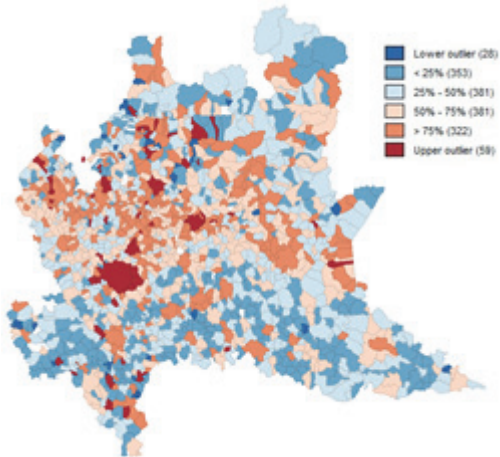 Lower outlier (28)
< 25% (353)
25% - 50% (381)
50% - 75% (381)
> 75% (322)
Upper outlier (59)